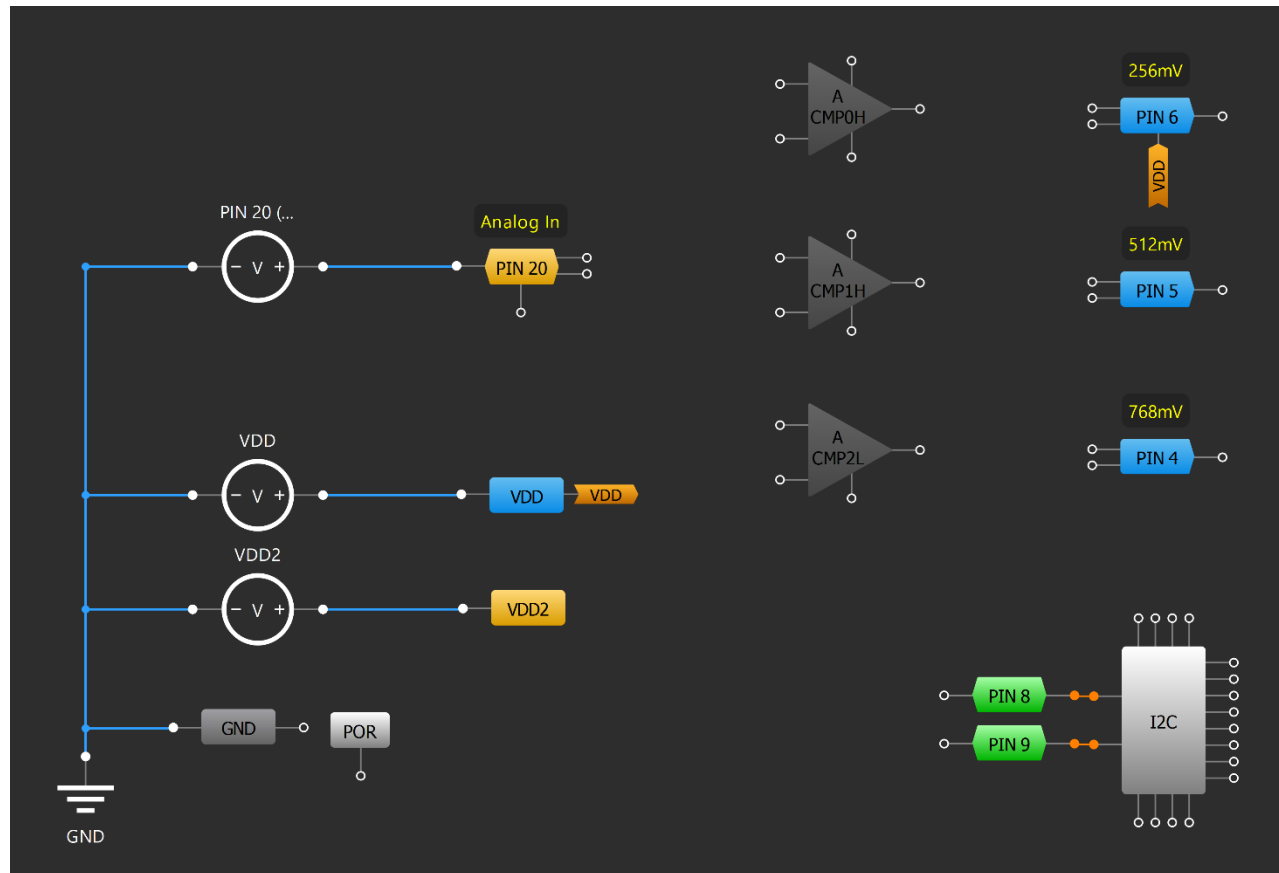 256mV
A
CMP0H
PIN 6
VDD
PIN 20 (...
Analog In
− V +
PIN 20
A
CMP1H
512mV
PIN 5
A
CMP2L
768mV
PIN 4
VDD
− V +
VDD
VDD
VDD2
− V +
VDD2
GND
POR
PIN 8
PIN 9
I2C
GND